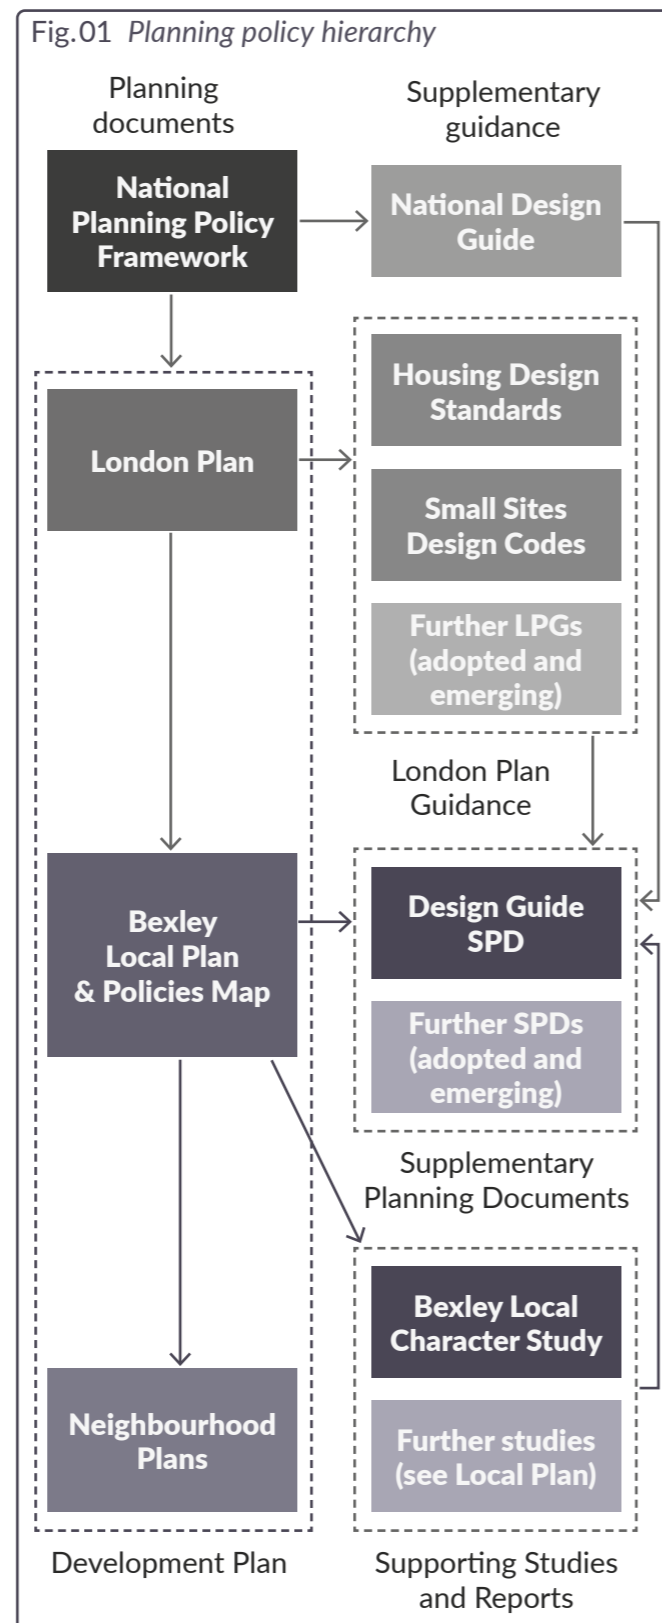 Fig.01 Planning policy hierarchy
Planning
documents
Supplementary
guidance
National
Planning Policy
Framework
National Design
Guide
London Plan
Housing Design
Standards
Small Sites
Design Codes
Further LPGs
(adopted and
emerging)
London Plan
Guidance
Bexley
Local Plan
& Policies Map
Design Guide
SPD
Further SPDs
(adopted and
emerging)
Supplementary
Planning Documents
Bexley Local
Character Study
Neighbourhood
Plans
Further studies
(see Local Plan)
Development Plan
Supporting Studies
and Reports